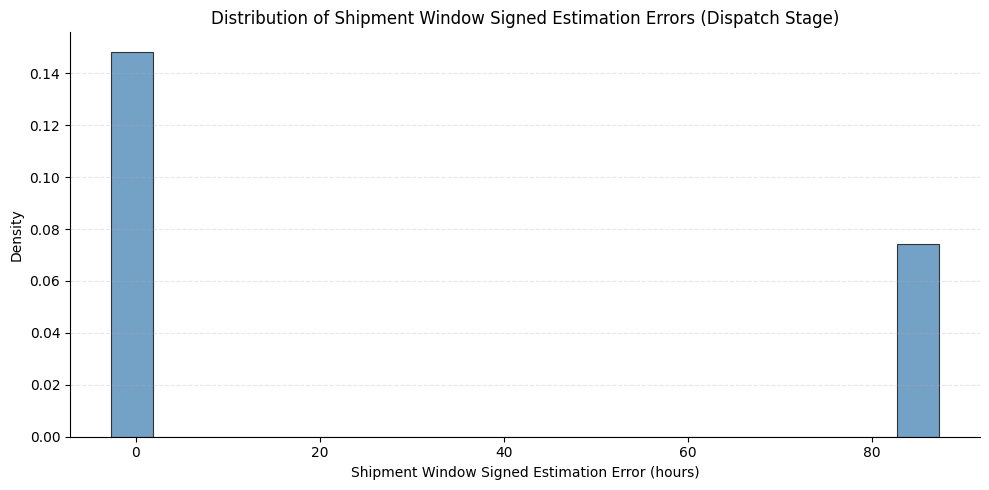 Distribution of Shipment Window Signed Estimation Errors (Dispatch Stage)
0.14
0.12
0.10
0.08
0.06
0.04
0.02
0.00
Density
0 20 40 60 80
Shipment Window Signed Estimation Error (hours)